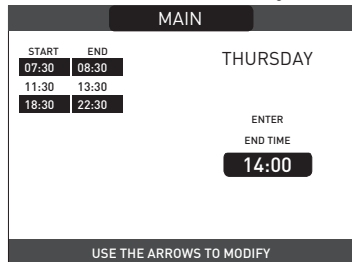 MAIN
START END
07:30 08:30
11:30 13:30
18:30 22:30
THURSDAY
ENTER
END TIME
14:00
USE THE ARROWS TO MODIFY